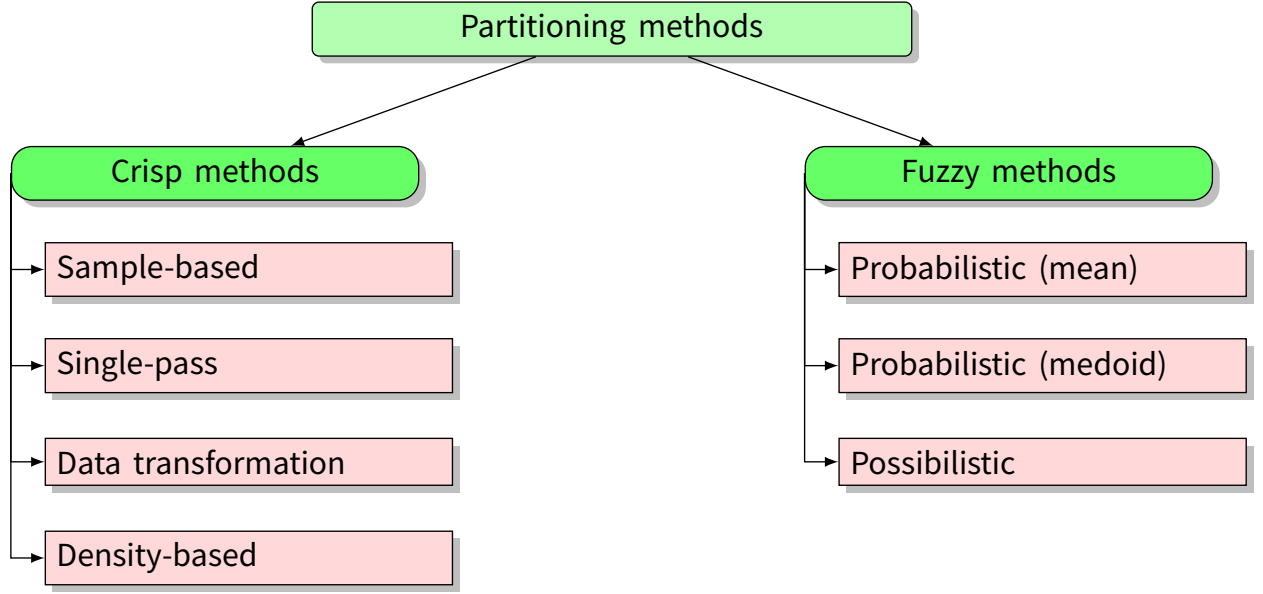 Partitioning methods
Crisp methods
Sample-based
Single-pass
Data transformation
Density-based
Fuzzy methods
Probabilistic (mean)
Probabilistic (medoid)
Possibilistic